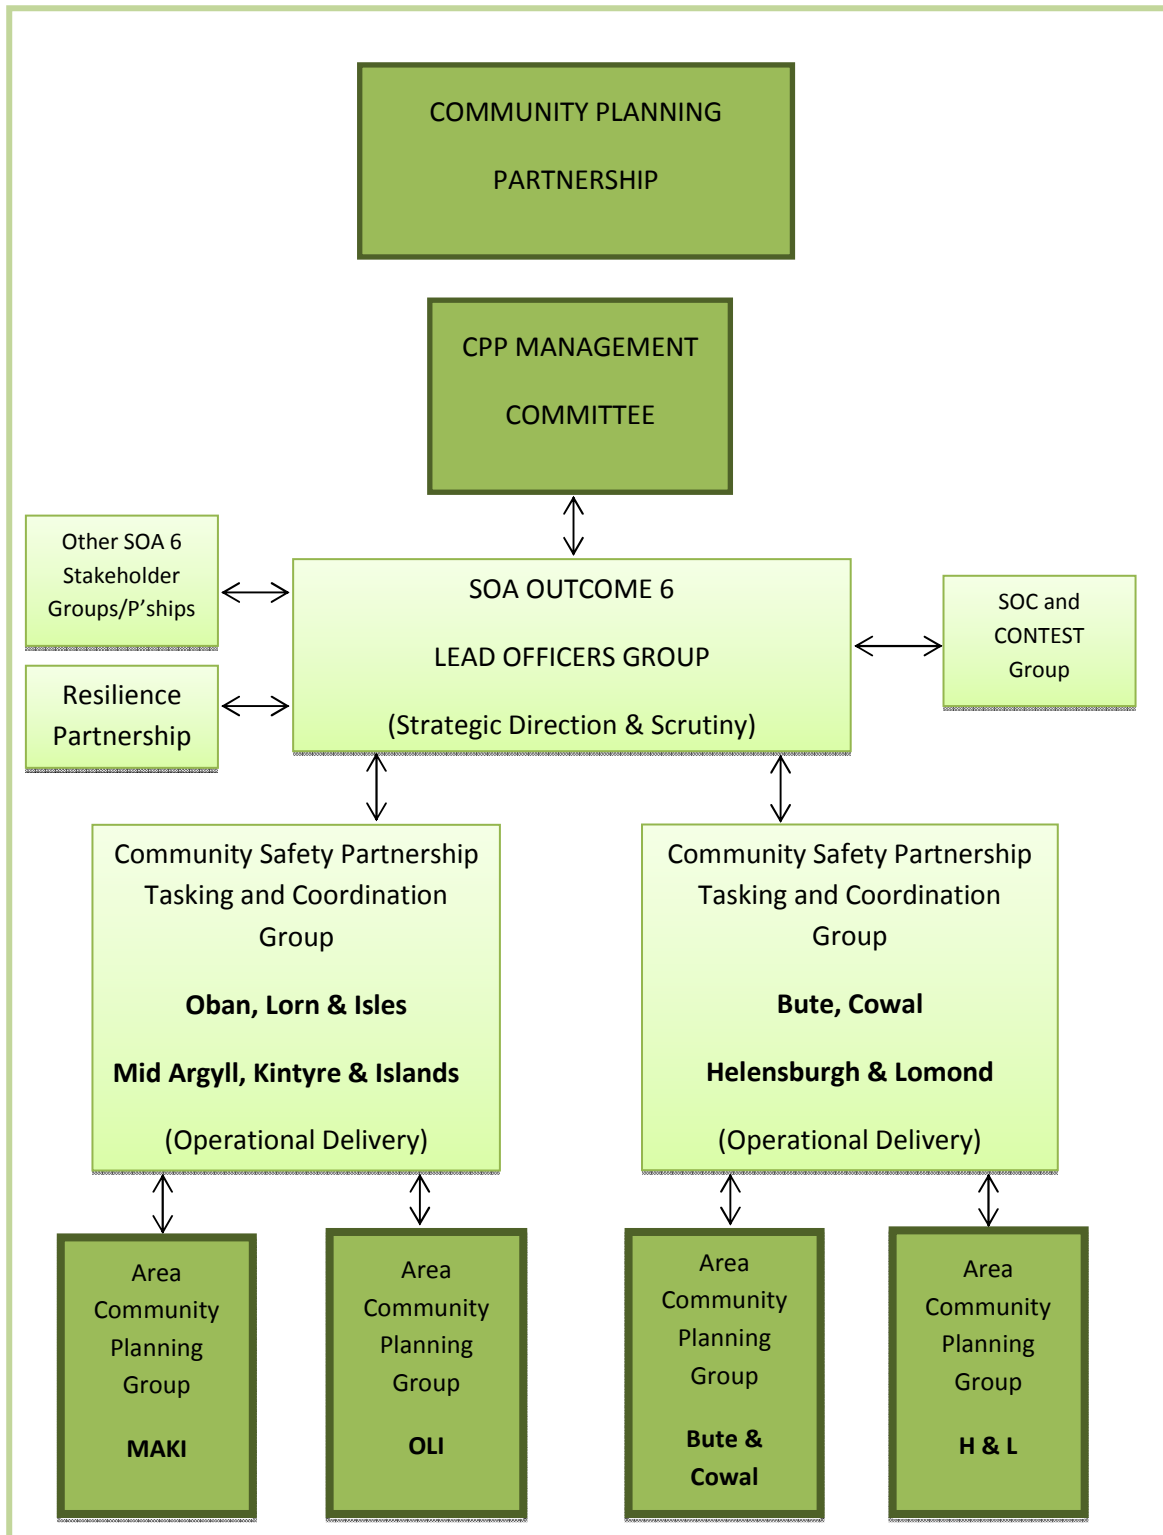 COMMUNITY PLANNING
PARTNERSHIP
CPP MANAGEMENT
COMMITTEE
Other SOA 6
Stakeholder
Groups/P’ships
SOA OUTCOME 6
LEAD OFFICERS GROUP
(Strategic Direction & Scrutiny)
SOC and
CONTEST
Group
Resilience
Partnership
Community Safety Partnership
Tasking and Coordination
Group
Oban, Lorn & Isles
Mid Argyll, Kintyre & Islands
(Operational Delivery)
Community Safety Partnership
Tasking and Coordination
Group
Bute, Cowal
Helensburgh & Lomond
(Operational Delivery)
Area
Community
Planning
Group
MAKI
Area
Community
Planning
Group
OLI
Area
Community
Planning
Group
Bute &
Cowal
Area
Community
Planning
Group
H & L